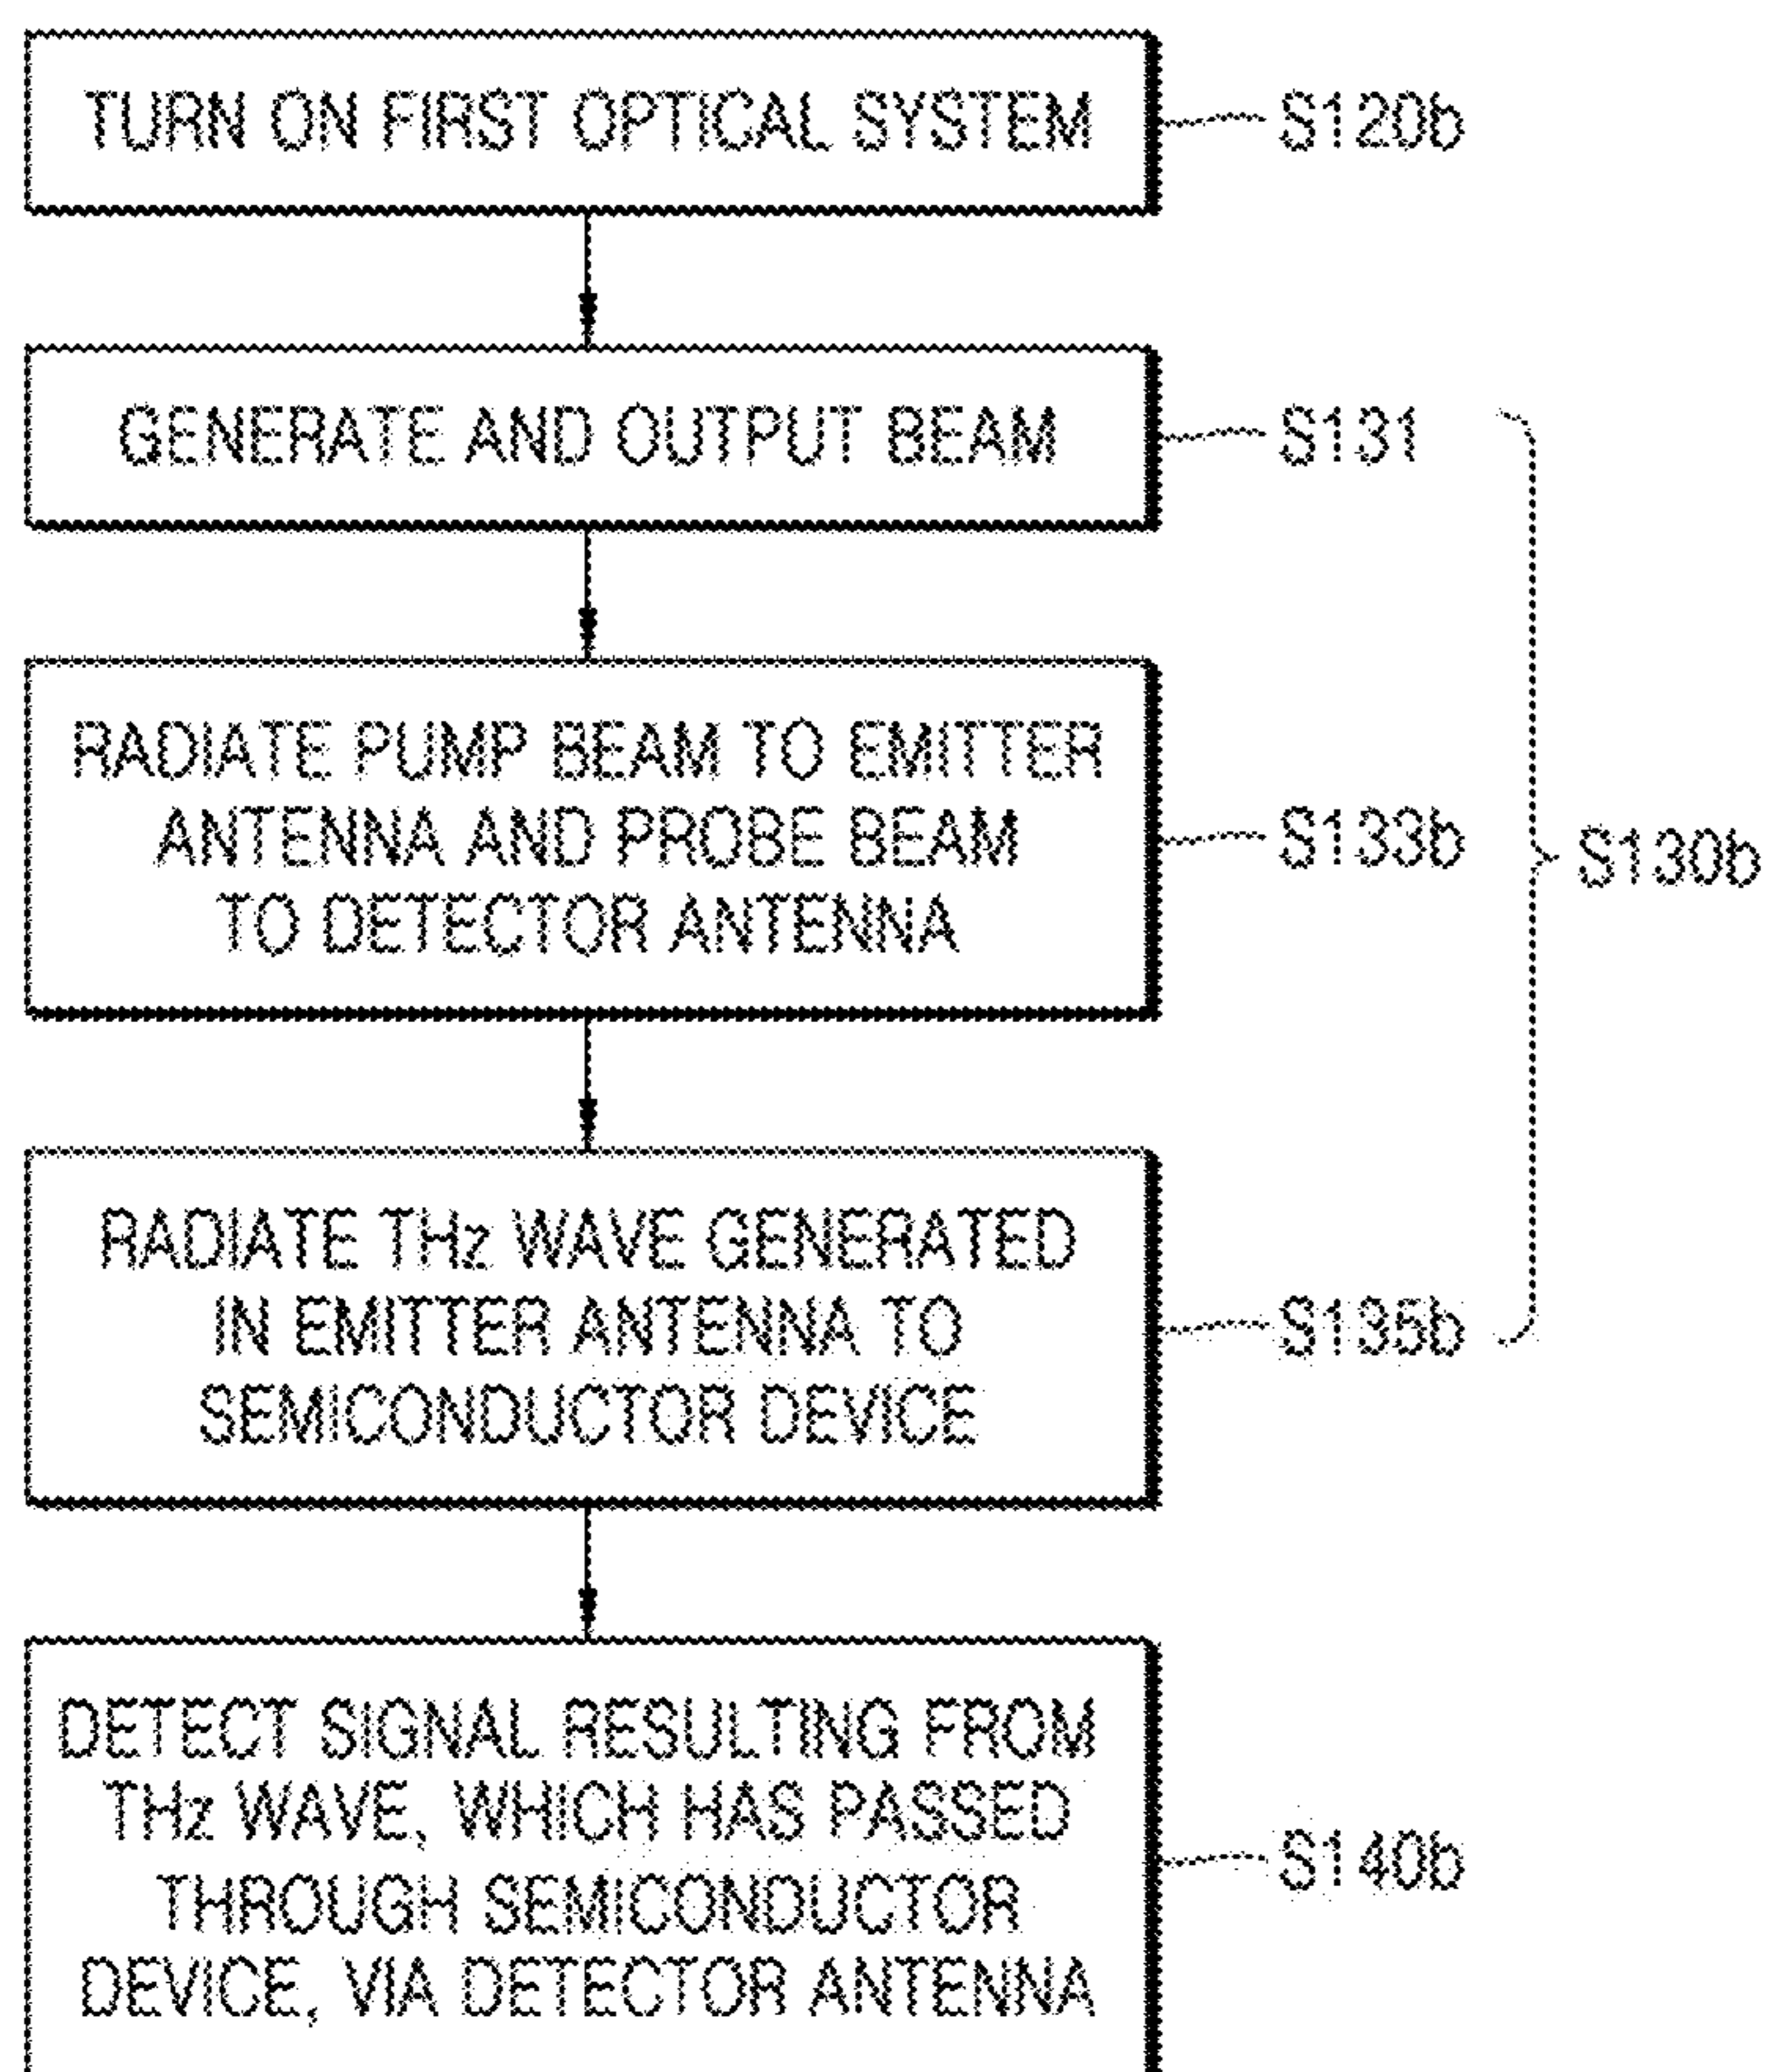 TURN ON FIRST OPTICAL SYSTEM
S120b
GENERATE AND OUTPUT BEAM
S131
RADIATE PUMP BEAM TO EMITTER
ANTENNA AND PROBE BEAM
TO DETECTOR ANTENNA
S133b
S130b
RADIATE THz WAVE GENERATED
IN EMITTER ANTENNA TO
SEMICONDUCTOR DEVICE
S135b
DETECT SIGNAL RESULTING FROM
THz WAVE, WHICH HAS PASSED
THROUGH SEMICONDUCTOR
DEVICE, VIA DETECTOR ANTENNA
S140b